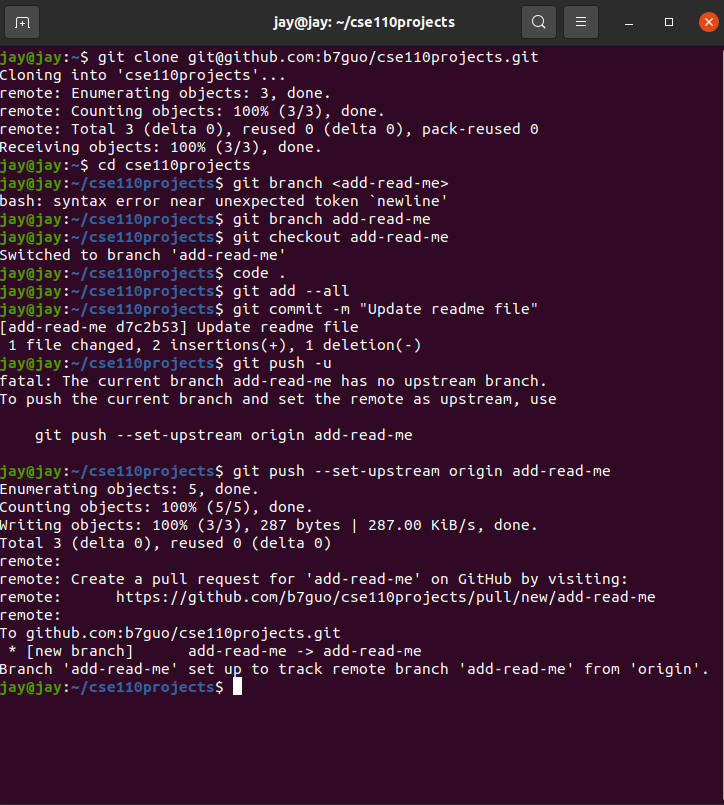 jay@jay: ~/cse110projects
jay@jay:~$ git clone git@github.com:b7guo/cse110projects.git
Cloning into 'cse110projects'...
remote: Enumerating objects: 3, done.
remote: Counting objects: 100% (3/3), done.
remote: Total 3 (delta 0), reused 0 (delta 0), pack-reused 0
Receiving objects: 100% (3/3), done.
jay@jay:~$ cd cse110projects
jay@jay:~/cse110projects$ git branch <add-read-me>
bash: syntax error near unexpected token `newline'
jay@jay:~/cse110projects$ git branch add-read-me
jay@jay:~/cse110projects$ git checkout add-read-me
Switched to branch 'add-read-me'
jay@jay:~/cse110projects$ code .
jay@jay:~/cse110projects$ git add --all
jay@jay:~/cse110projects$ git commit -m "Update readme file"
[add-read-me d7c2b53] Update readme file
 1 file changed, 2 insertions(+), 1 deletion(-)
jay@jay:~/cse110projects$ git push -u
fatal: The current branch add-read-me has no upstream branch.
To push the current branch and set the remote as upstream, use

    git push --set-upstream origin add-read-me

jay@jay:~/cse110projects$ git push --set-upstream origin add-read-me
Enumerating objects: 5, done.
Counting objects: 100% (5/5), done.
Writing objects: 100% (3/3), 287 bytes | 287.00 KiB/s, done.
Total 3 (delta 0), reused 0 (delta 0)
remote:
remote: Create a pull request for 'add-read-me' on GitHub by visiting:
remote:      https://github.com/b7guo/cse110projects/pull/new/add-read-me
remote:
To github.com:b7guo/cse110projects.git
 * [new branch]      add-read-me -> add-read-me
Branch 'add-read-me' set up to track remote branch 'add-read-me' from 'origin'.
jay@jay:~/cse110projects$